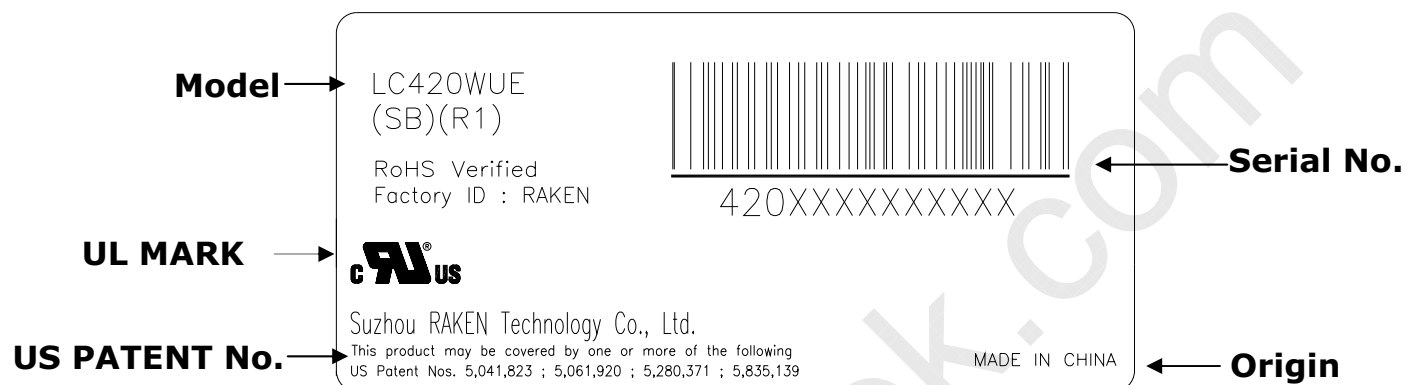 Model
LC420WUE
(SB)(R1)
RoHS Verified
Factory ID : RAKEN
Serial No.
420XXXXXXXXXX
UL MARK
c RU ® US
Suzhou RAKEN Technology Co., Ltd.
US PATENT No.
This product may be covered by one or more of the following
US Patent Nos. 5,041,823 ; 5,061,920 ; 5,280,371 ; 5,835,139
MADE IN CHINA
Origin
k.com